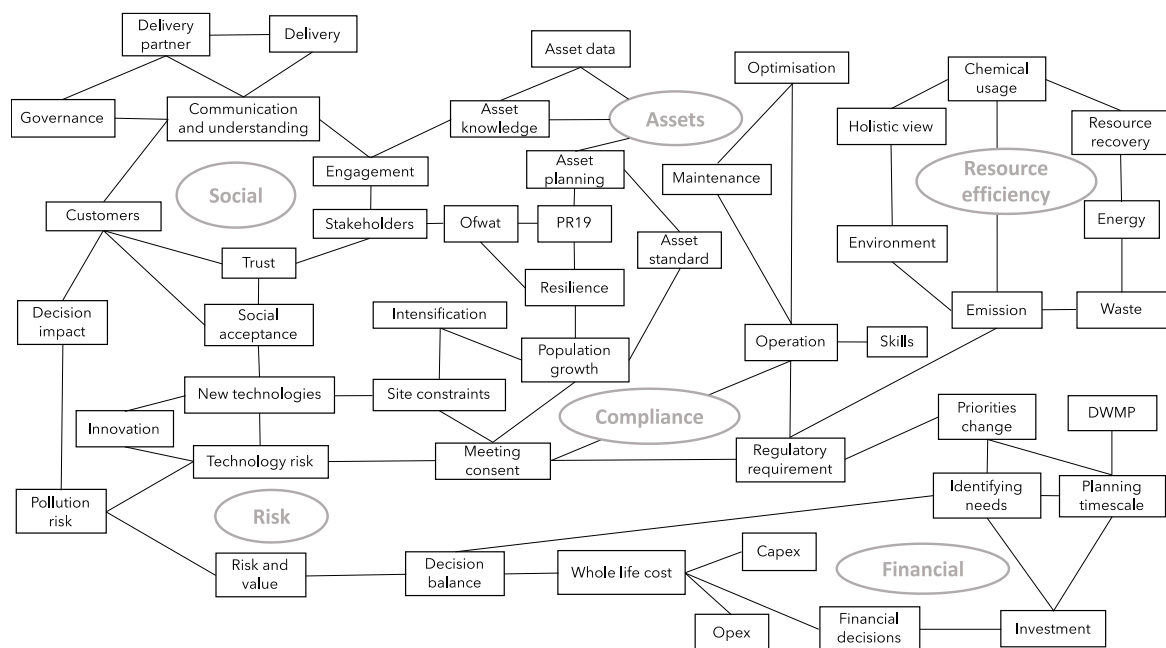 Delivery
partner
Delivery
Asset data
Optimisation
Chemical
usage
Governance
Communication
and understanding
Asset
knowledge
Assets
Holistic view
Resource
recovery
Engagement
Asset
planning
Maintenance
Resource
efficiency
Social
Customers
Stakeholders
Ofwat
PR19
Energy
Trust
Asset
standard
Environment
Resilience
Decision
impact
Social
acceptance
Intensification
Emission
Waste
Population
growth
Operation
Skills
New technologies
Site constraints
Compliance
Priorities
change
DWMP
Innovation
Technology risk
Meeting
consent
Regulatory
requirement
Pollution
risk
Risk
Identifying
needs
Planning
timescale
Risk and
value
Decision
balance
Whole life cost
Capex
Financial
Opex
Financial
decisions
Investment